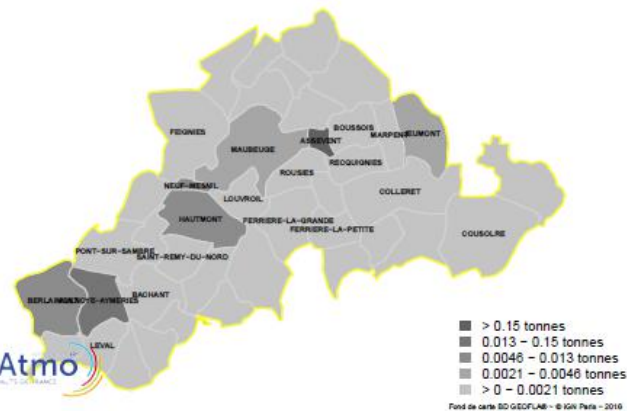 FEIGNIES
BOUSSOIS
ASSEVENT
MARPENT
JEUMONT
MAUBEUGE
RECQUIGNIES
ROUSIES
NEUF-MESNIL
LOUVROIL
COLLERET
HAUTMONT
FERRIERE-LA-GRANDE
FERRIERE-LA-PETITE
COUSOLRE
PONT-SUR-SAMBRE
SAINT-REMY-DU-NORD
BACHANT
LEVAL
Atmo
HAUTS-DE-FRANCE
> 0.15 tonnes
0.013 - 0.15 tonnes
0.0046 - 0.013 tonnes
0.0021 - 0.0046 tonnes
> 0 - 0.0021 tonnes
Fond de carte BD GEOFLA® - © IGN Paris - 2016